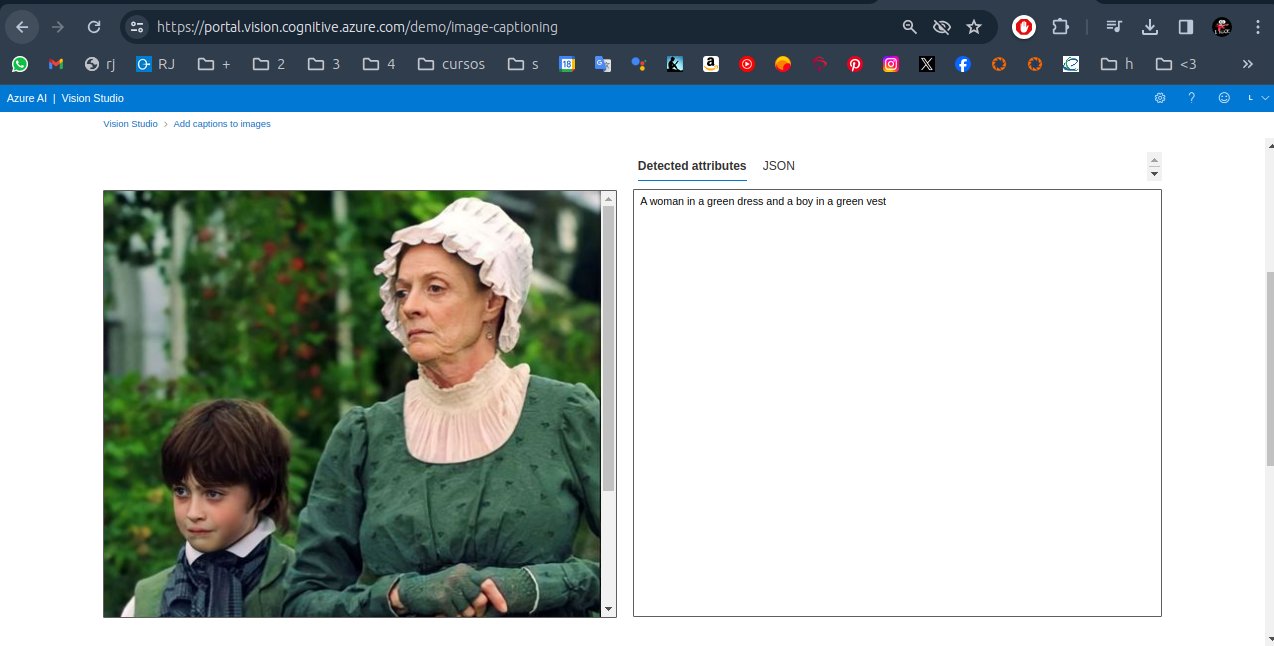 https://portal.vision.cognitive.azure.com/demo/image-captioning
rj RJ + 2 3 4 cursos s 18 h <3
Azure AI | Vision Studio ? L
Vision Studio > Add captions to images
Detected attributes JSON
A woman in a green dress and a boy in a green vest